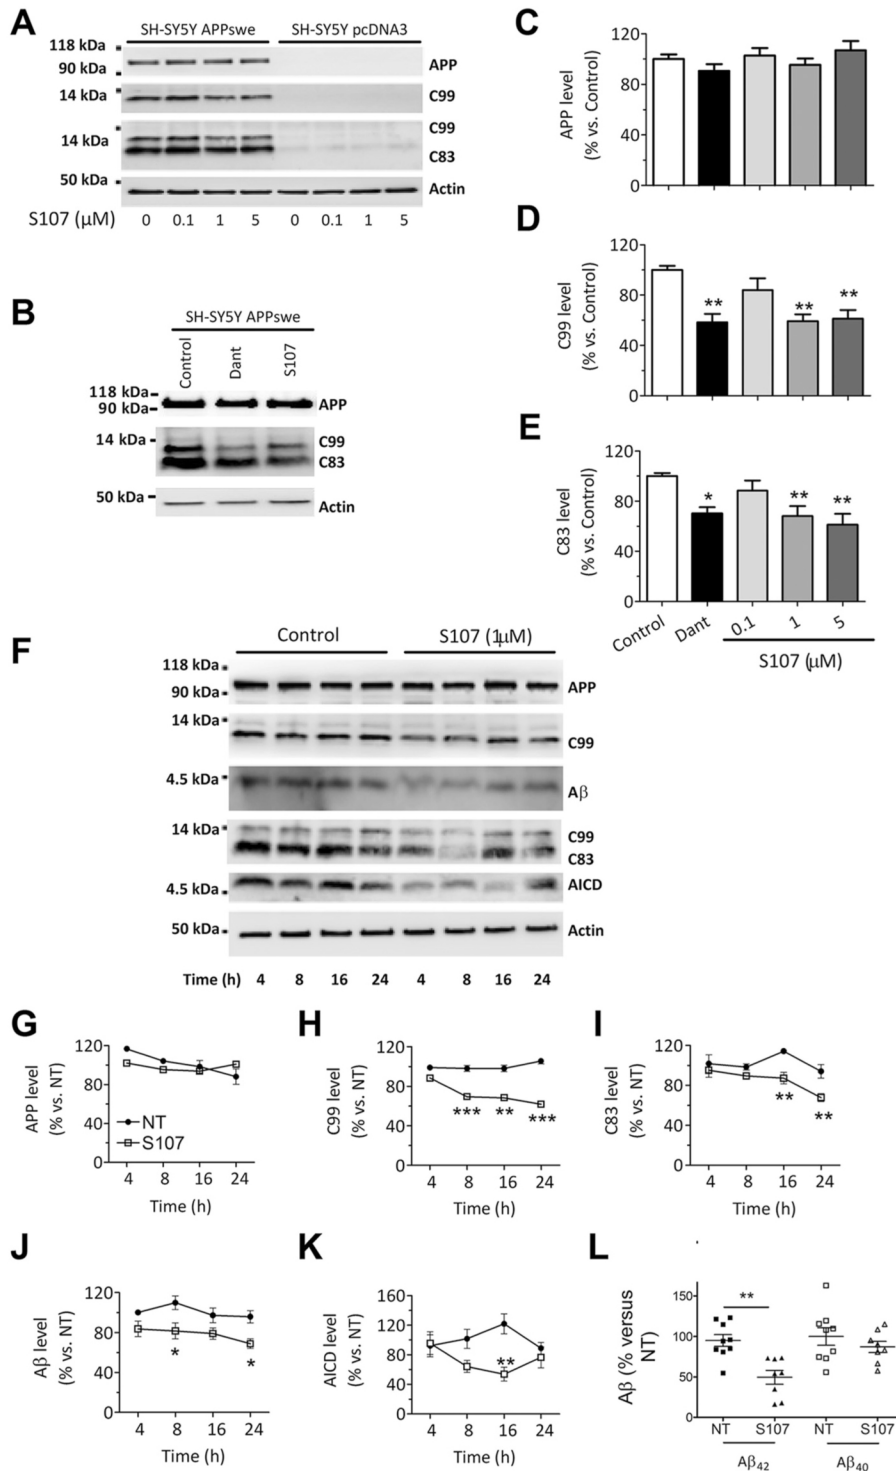 A
SH-SY5Y APPswe SH-SY5Y pcDNA3
118 kDa
90 kDa
APP
14 kDa
C99
C99
14 kDa
C83
50 kDa
Actin
S107 (μM) 0 0.1 1 5 0 0.1 1 5
B
SH-SY5Y APPswe
Control Dant S107
118 kDa
90 kDa
APP
14 kDa
C99
C83
50 kDa
Actin
C
APP level
(% vs. Control)
120
80
40
0
D
C99 level
(% vs. Control)
120
80
40
0
** ** **
E
C83 level
(% vs. Control)
120
80
40
0
* ** **
Control Dant 0.1 1 5
S107 (μM)
F
Control S107 (1μM)
118 kDa
90 kDa
APP
14 kDa
C99
4.5 kDa
Aβ
14 kDa
C99
C83
4.5 kDa
AICD
50 kDa
Actin
Time (h) 4 8 16 24 4 8 16 24
G
APP level
(% vs. NT)
120
80
40
0
NT
S107
4 8 16 24
Time (h)
H
C99 level
(% vs. NT)
120
80
40
0
*** ** ***
4 8 16 24
Time (h)
I
C83 level
(% vs. NT)
120
80
40
0
** **
4 8 16 24
Time (h)
J
Aβ level
(% vs. NT)
120
80
40
0
* *
4 8 16 24
Time (h)
K
AICD level
(% vs. NT)
160
120
80
40
0
**
4 8 16 24
Time (h)
L
Aβ (% versus
NT)
150
100
50
0
**
NT S107 NT S107
Aβ42 Aβ40